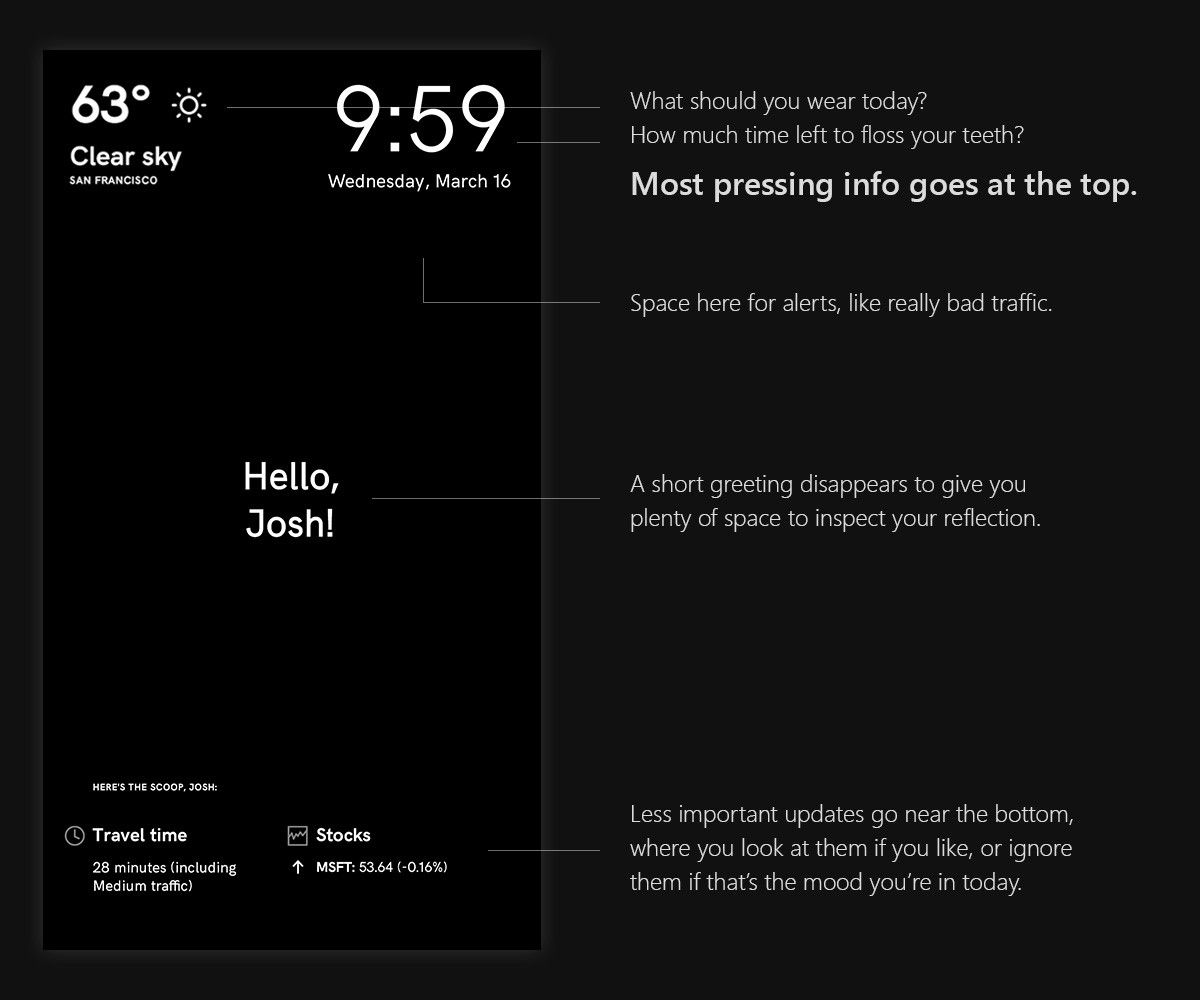 63°
Clear sky
SAN FRANCISCO
9:59
Wednesday, March 16
What should you wear today?
How much time left to floss your teeth?
Most pressing info goes at the top.
Space here for alerts, like really bad traffic.
Hello,
Josh!
A short greeting disappears to give you
plenty of space to inspect your reflection.
HERE'S THE SCOOP, JOSH:
Travel time
28 minutes (including
Medium traffic)
Stocks
MSFT: 53.64 (-0.16%)
Less important updates go near the bottom,
where you look at them if you like, or ignore
them if that’s the mood you’re in today.